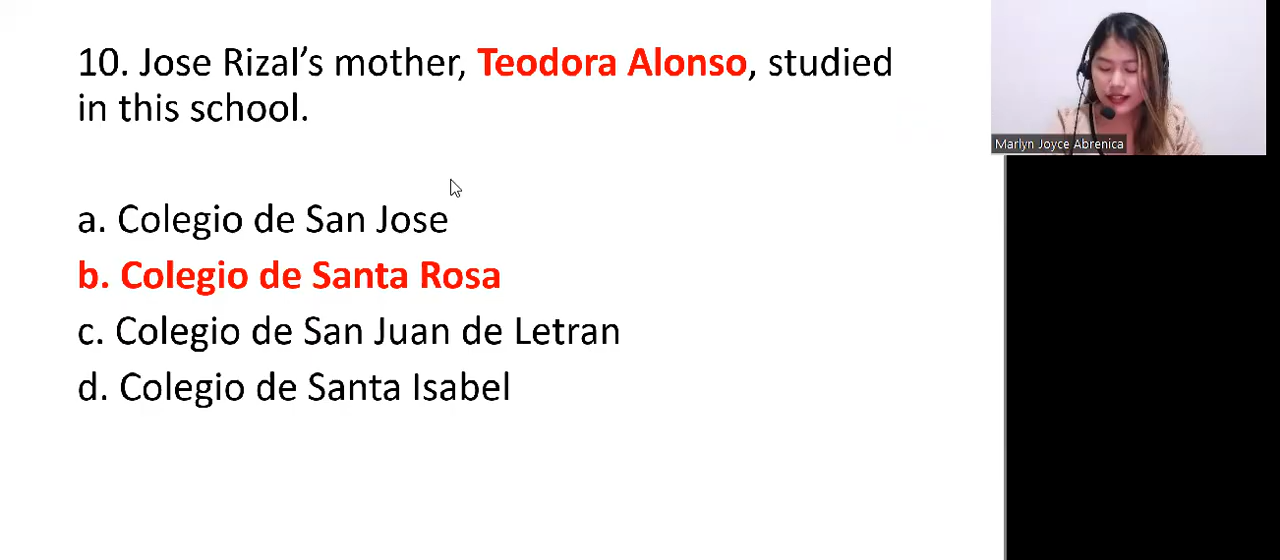 10. Jose Rizal’s mother, Teodora Alonso, studied
in this school.
a. Colegio de San Jose
b. Colegio de Santa Rosa
c. Colegio de San Juan de Letran
d. Colegio de Santa Isabel
Marlyn Joyce Abrenica